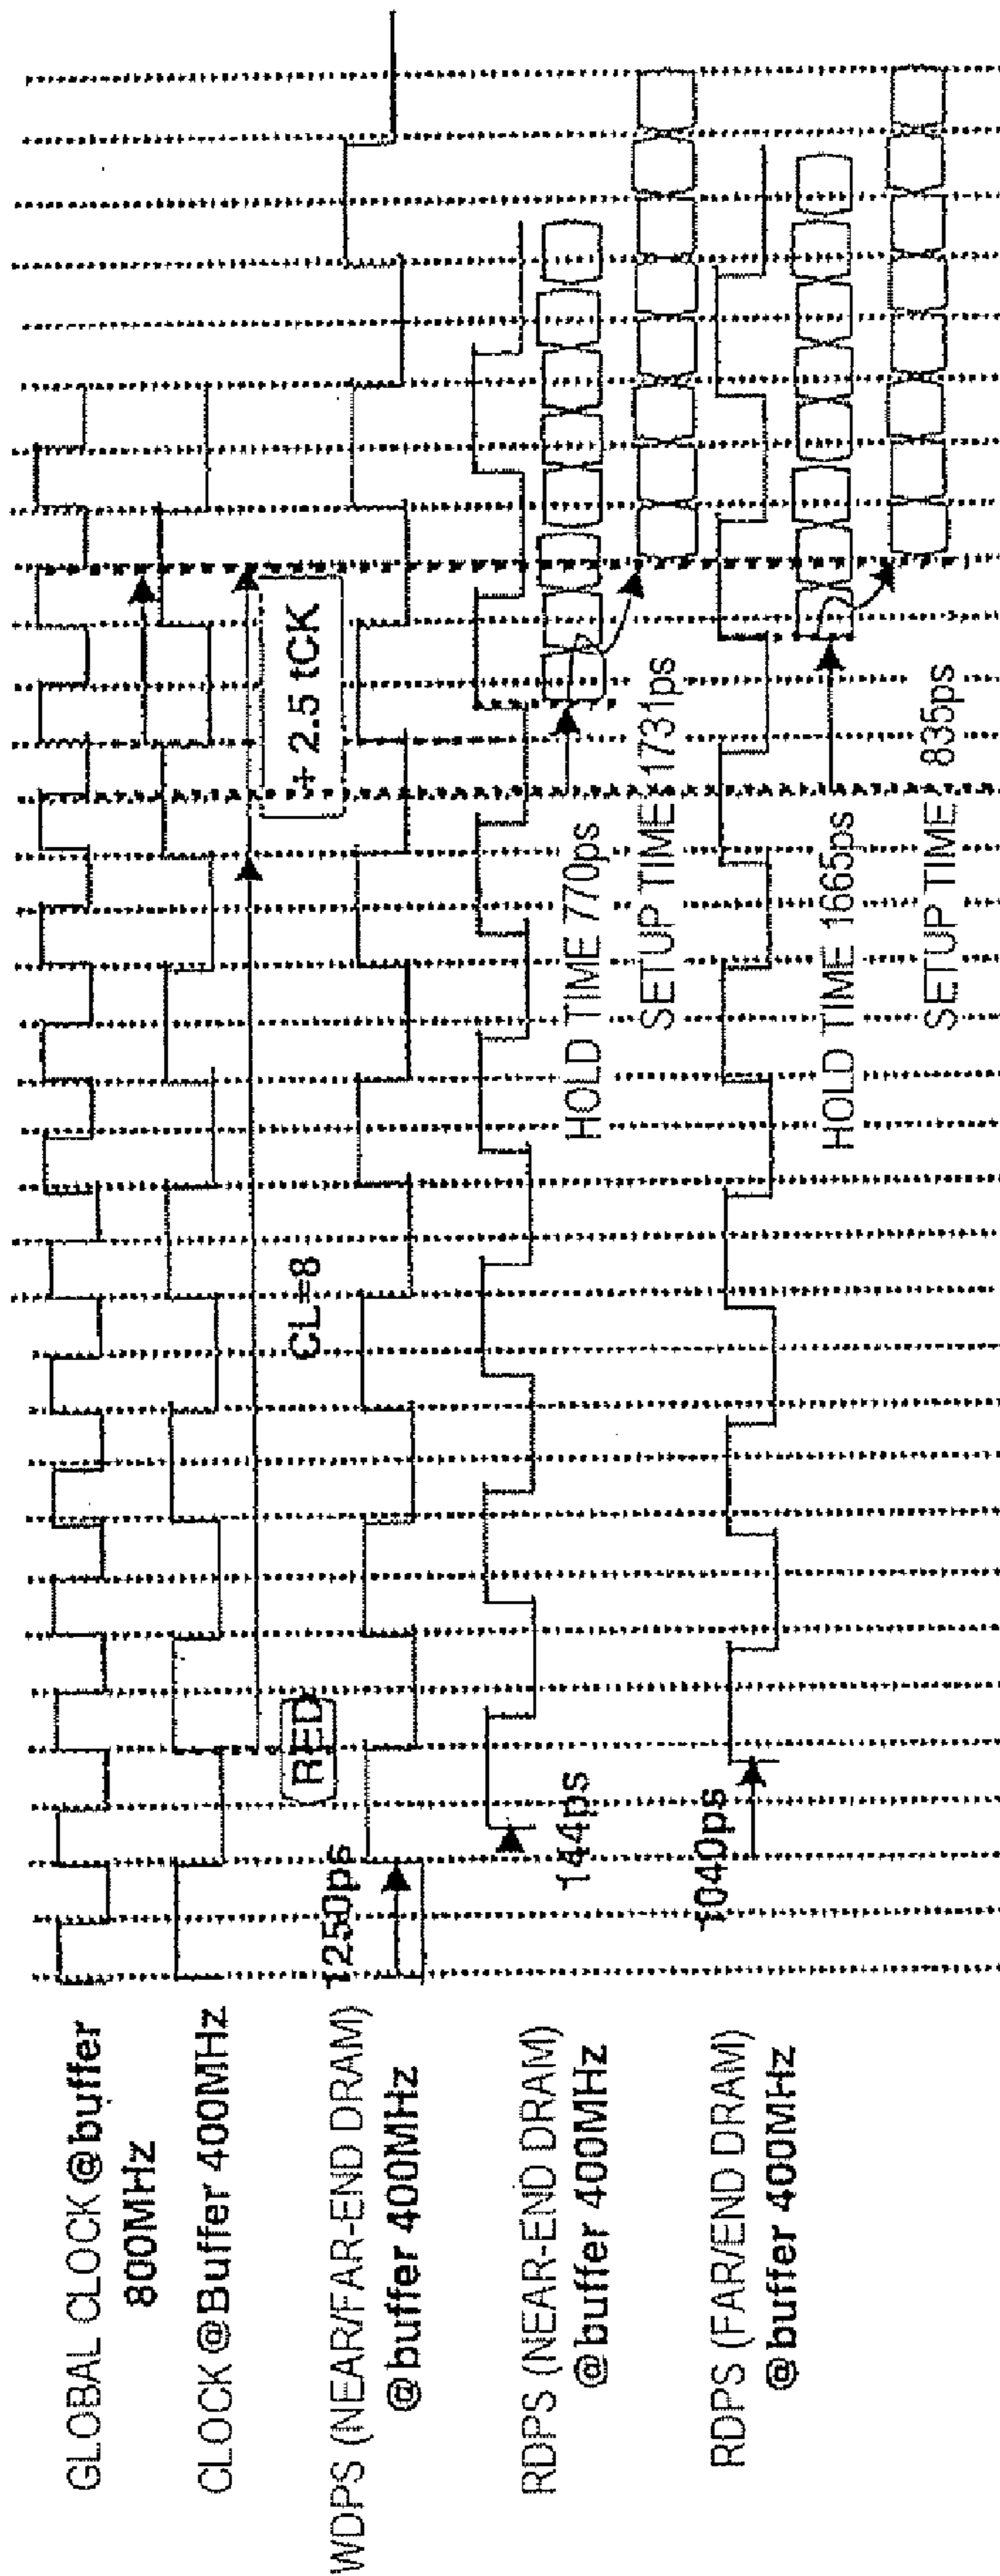 GLOBAL CLOCK @buffer
800MHz
CLOCK @Buffer 400MHz
WDPS (NEAR/FAR-END DRAM)
@buffer 400MHz
RDPS (NEAR-END DRAM)
@buffer 400MHz
RDPS (FAR/END DRAM)
@buffer 400MHz
1250ps
RED
CL=8
+ 2.5 tCK
144ps
HOLD TIME 770ps
SETUP TIME 1731ps
1040ps
HOLD TIME 1665ps
SETUP TIME 835ps